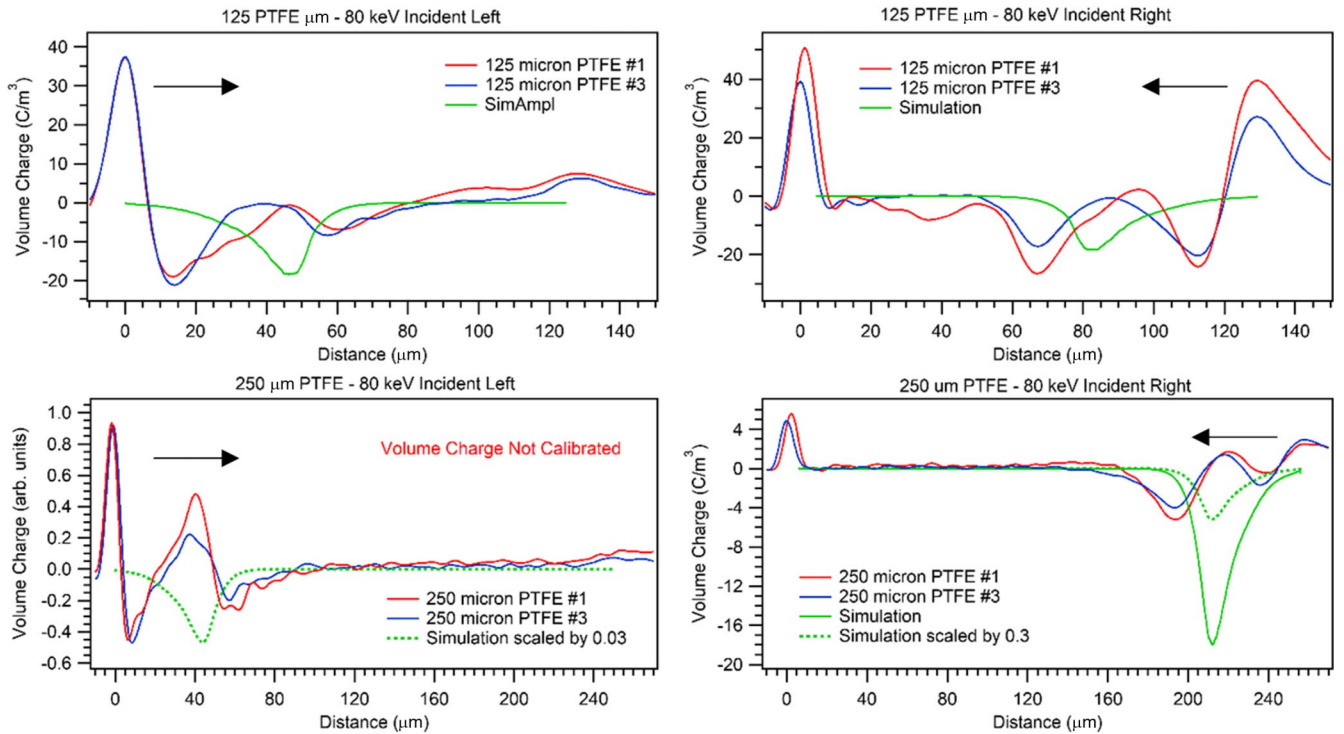 125 PTFE μm - 80 keV Incident Left
40
30
20
10
0
-10
-20
Volume Charge (C/m³)
125 micron PTFE #1
125 micron PTFE #3
SimAmpl
0 20 40 60 80 100 120 140
Distance (μm)
125 PTFE μm - 80 keV Incident Right
40
20
0
-20
Volume Charge (C/m³)
125 micron PTFE #1
125 micron PTFE #3
Simulation
0 20 40 60 80 100 120 140
Distance (μm)
250 μm PTFE - 80 keV Incident Left
1.0
0.8
0.6
0.4
0.2
0.0
-0.2
-0.4
-0.6
Volume Charge (arb. units)
Volume Charge Not Calibrated
250 micron PTFE #1
250 micron PTFE #3
Simulation scaled by 0.03
0 40 80 120 160 200 240
Distance (μm)
250 um PTFE - 80 keV Incident Right
4
0
-4
-8
-12
-16
-20
Volume Charge (C/m³)
250 micron PTFE #1
250 micron PTFE #3
Simulation
Simulation scaled by 0.3
0 40 80 120 160 200 240
Distance (μm)